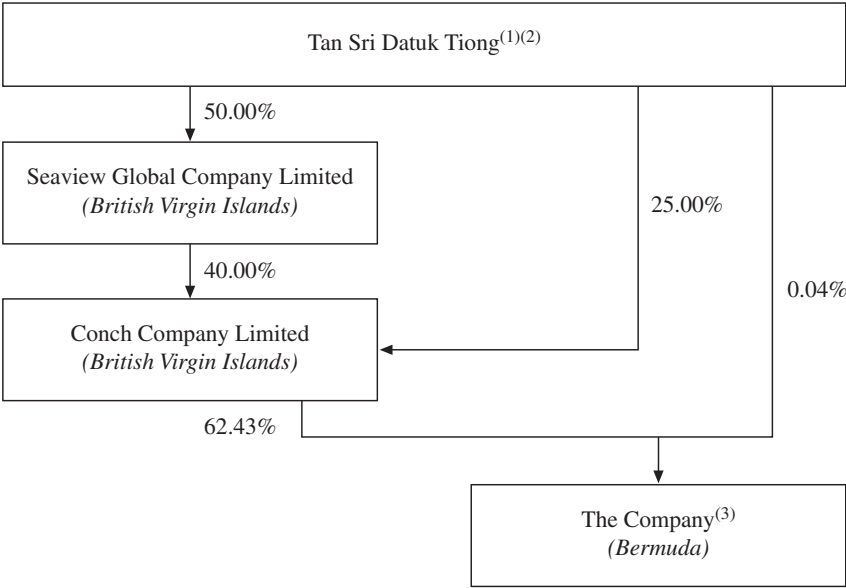 Tan Sri Datuk Tiong(1)(2)
50.00%
Seaview Global Company Limited
(British Virgin Islands)
25.00%
40.00%
0.04%
Conch Company Limited
(British Virgin Islands)
62.43%
The Company(3)
(Bermuda)